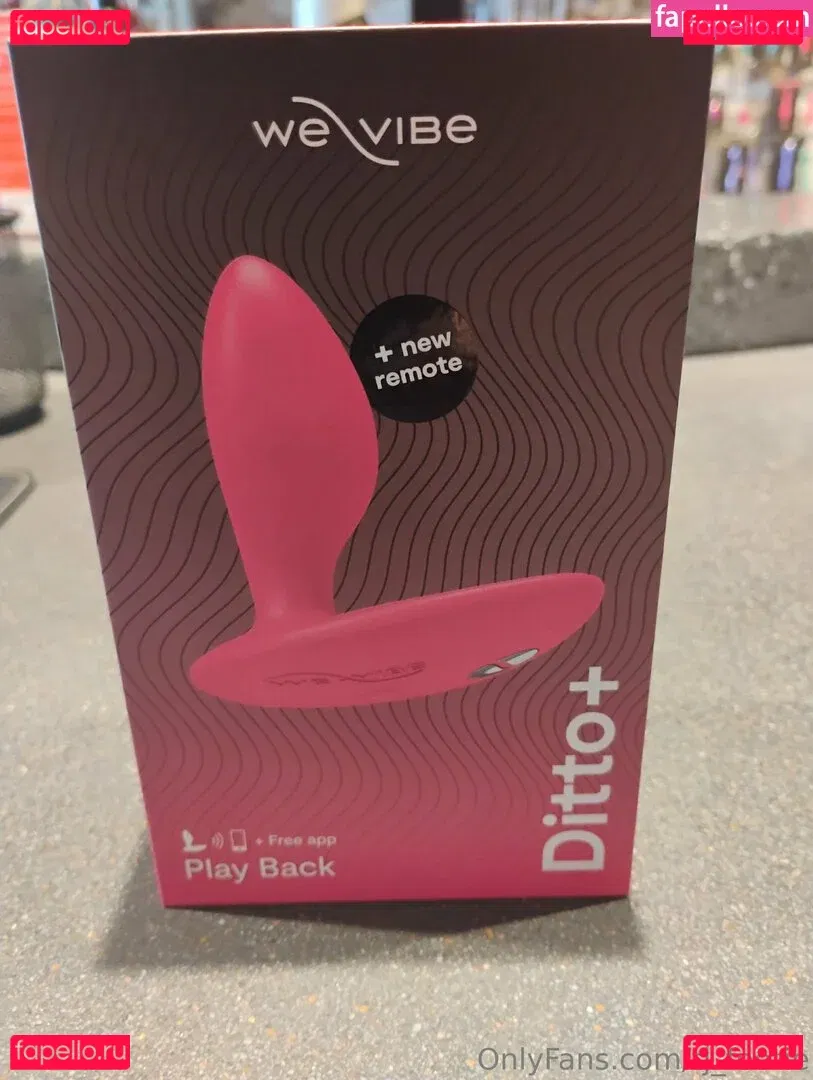 fapello.ru
fapello.ru
WE VIBE
+ new
remote
WE VIBE
Ditto+
+ Free app
Play Back
fapello.ru
fapello.ru
OnlyFans.com